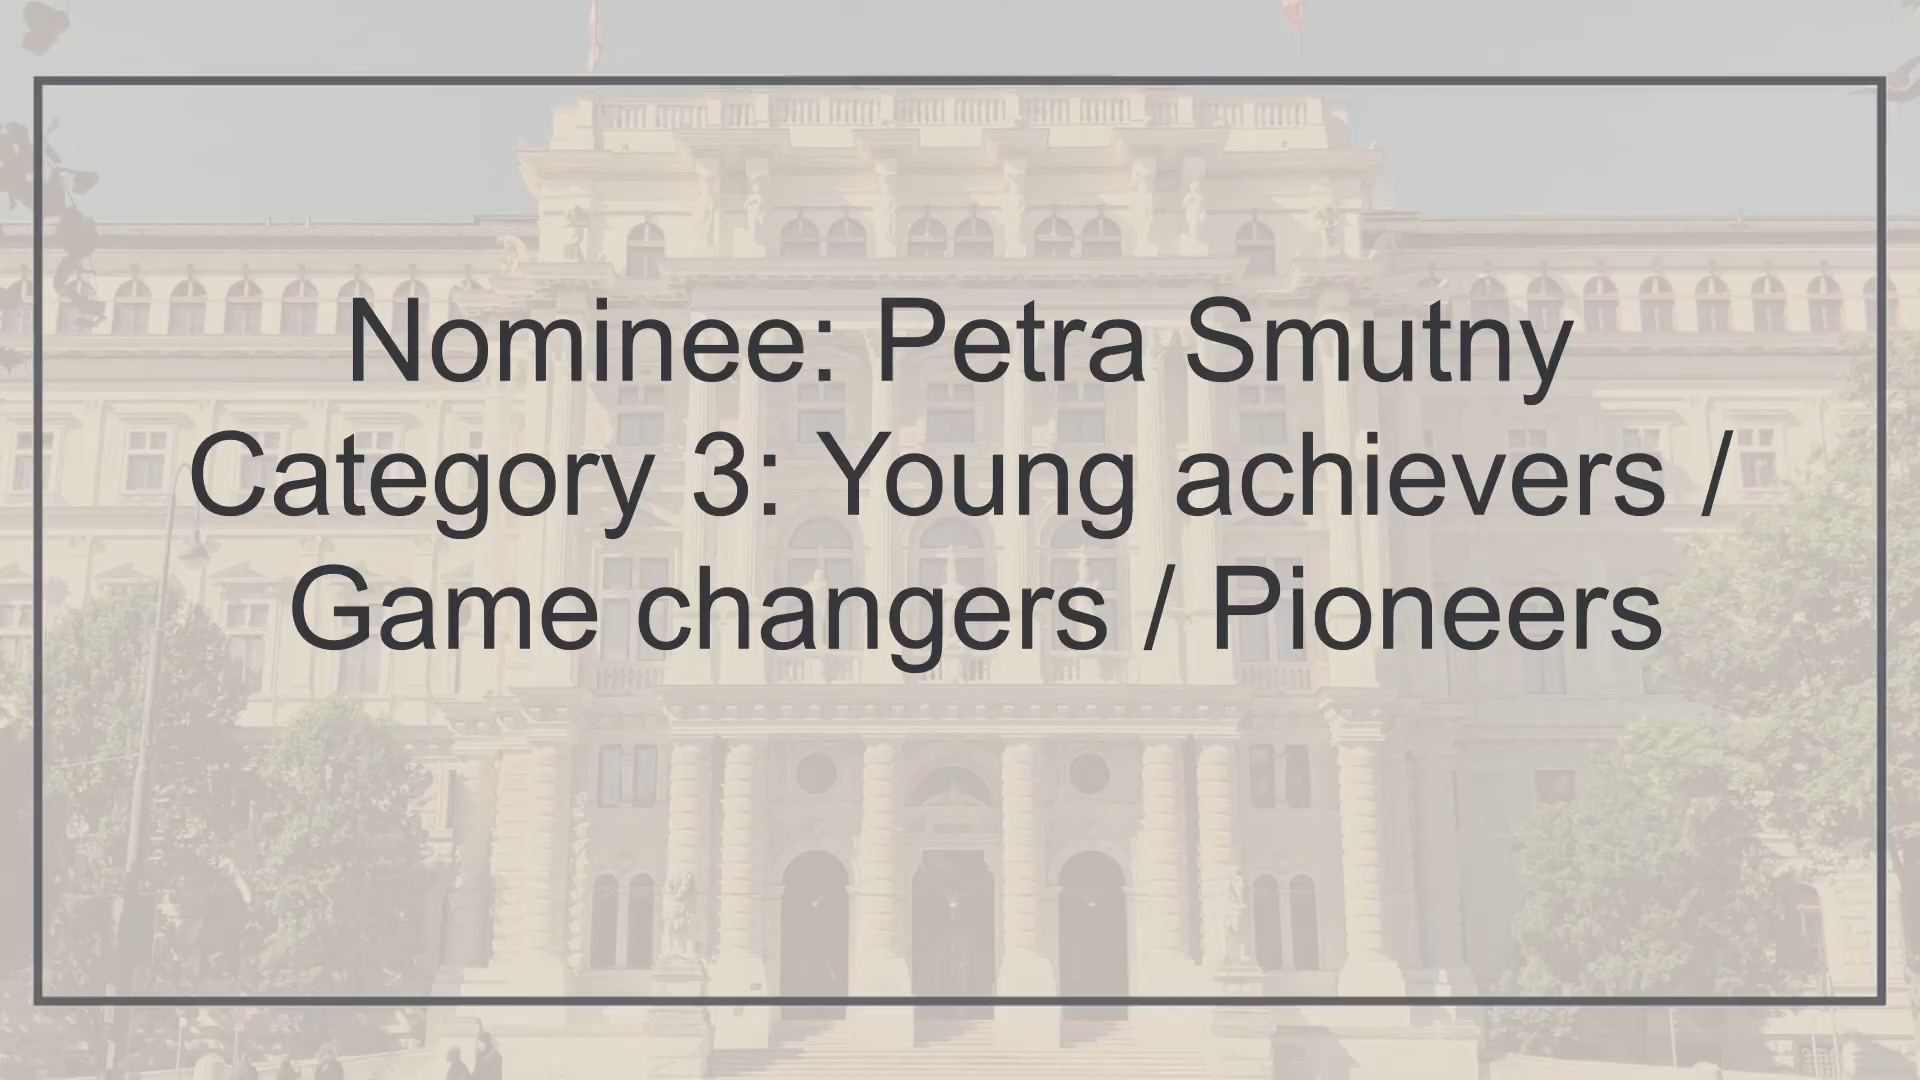 Nominee: Petra Smutny
Category 3: Young achievers /
Game changers / Pioneers